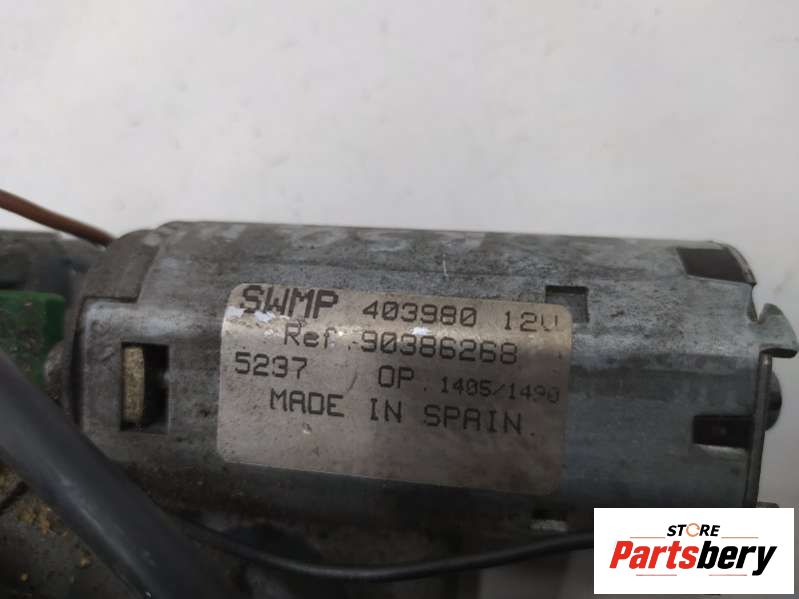 SWMP 403980 12V
Ref. 90386268
5237 OP. 1405/1490
MADE IN SPAIN
STORE
Partsbery